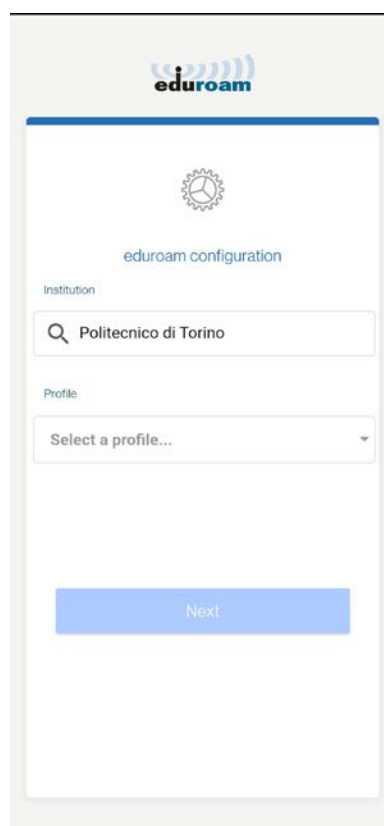 eduroam
eduroam configuration
Institution
Politecnico di Torino
Profile
Select a profile...
Next